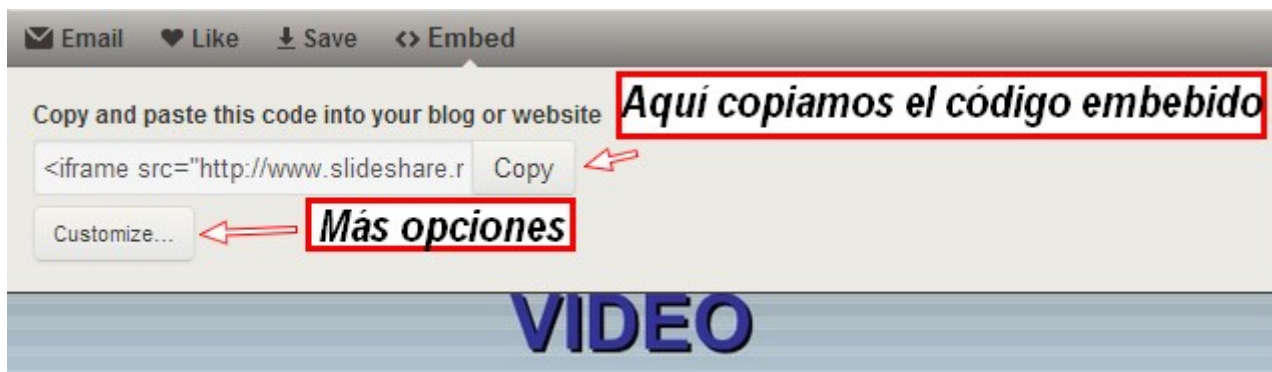 Email Like Save <> Embed
Copy and paste this code into your blog or website
Aquí copiamos el código embebido
<iframe src="http://www.slideshare.r Copy
Customize...
Más opciones
VIDEO